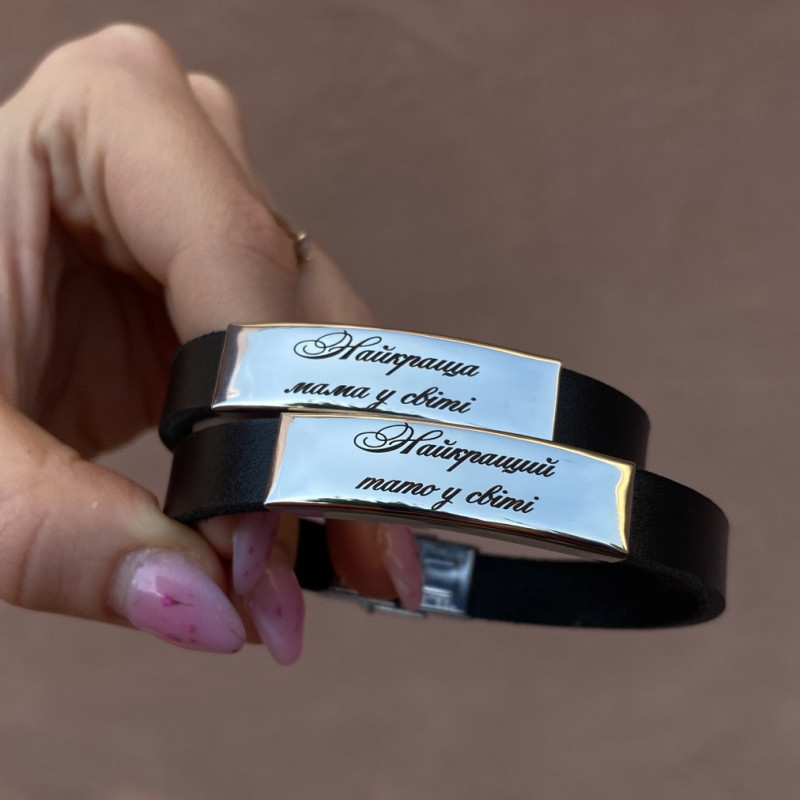 Найкраща
мама у світі
Найкращий
тато у світі